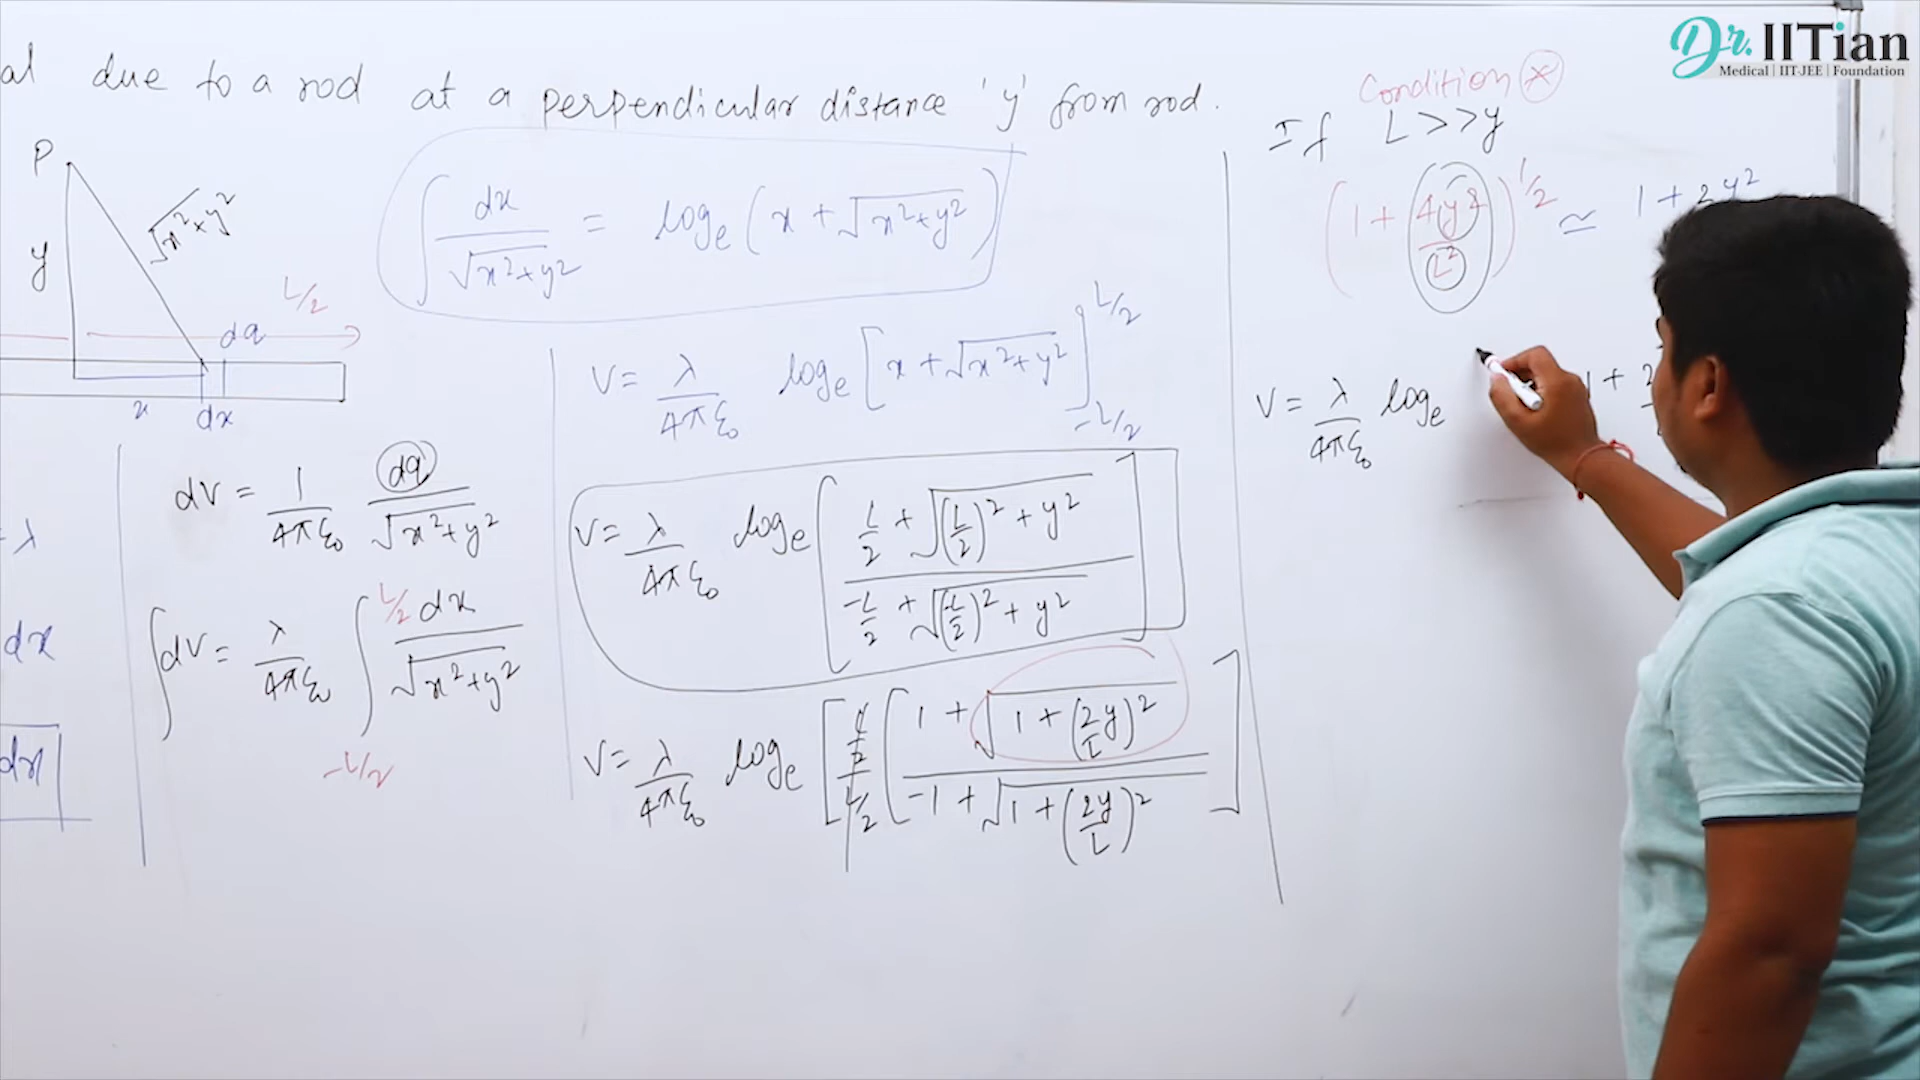 Dr. IITian
Medical | IIT-JEE | Foundation
al due to a rod at a perpendicular distance 'y' from rod.
P
y
√x²+y²
L/2
dq
x
dx
λ
dx
dx
dV = 1/4πε₀ dq/√x²+y²
∫dV = λ/4πε₀ ∫ dx/√x²+y²
L/2
-L/2
∫ dx/√x²+y² = logₑ (x + √x²+y²)
V = λ/4πε₀ logₑ [x + √x²+y²]
L/2
-L/2
V = λ/4πε₀ logₑ [ L/2 + √(L/2)² + y² / -L/2 + √(-L/2)² + y² ]
V = λ/4πε₀ logₑ [ L/2 / L/2 ( 1 + √1 + (2y/L)² / -1 + √1 + (2y/L)² ]
Condition *
If L >> y
(1 + 4y²/L²)^1/2 ≃ 1 + 2y²
V = λ/4πε₀ logₑ 1 + 2